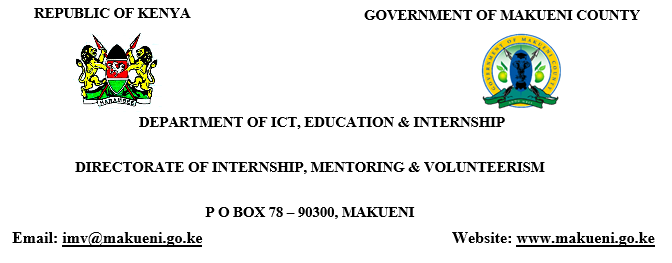 REPUBLIC OF KENYA
GOVERNMENT OF MAKUENI COUNTY
HARAMBEE
GOVERNMENT OF MAKUENI COUNTY
DEPARTMENT OF ICT, EDUCATION & INTERNSHIP
DIRECTORATE OF INTERNSHIP, MENTORING & VOLUNTEERISM
P O BOX 78 – 90300, MAKUENI
Email: imv@makueni.go.ke
Website: www.makueni.go.ke